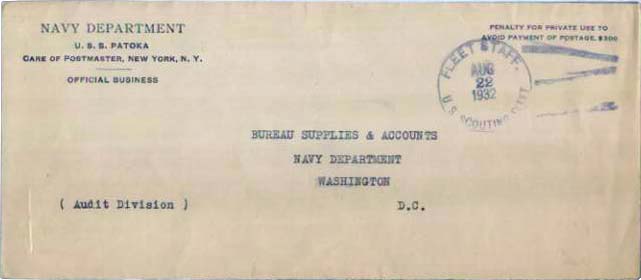 NAVY DEPARTMENT
U. S. S. PATOKA
CARE OF POSTMASTER, NEW YORK, N. Y.
OFFICIAL BUSINESS
PENALTY FOR PRIVATE USE TO
AVOID PAYMENT OF POSTAGE, $300
FLEET STAFF.
AUG
22
1932
U. S. SCOUTING FLEET
BUREAU SUPPLIES & ACCOUNTS
NAVY DEPARTMENT
WASHINGTON
( Audit Division ) D.C.